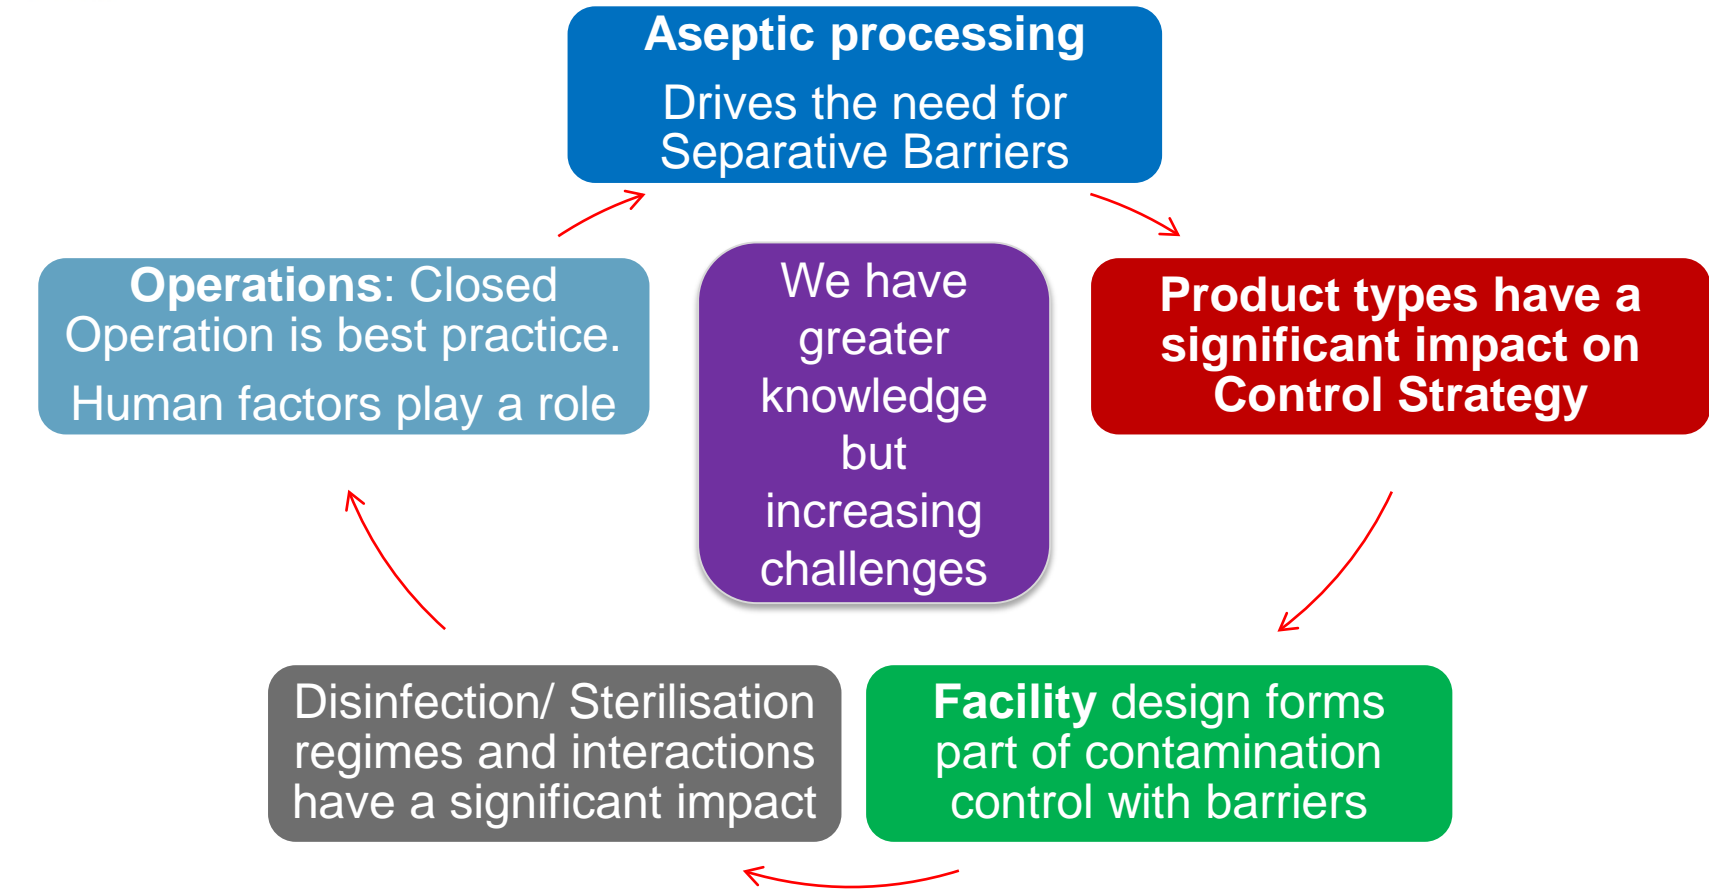 Aseptic processing
Drives the need for
Separative Barriers
Operations: Closed
Operation is best practice.
Human factors play a role
We have
greater
knowledge
but
increasing
challenges
Product types have a
significant impact on
Control Strategy
Disinfection/ Sterilisation
regimes and interactions
have a significant impact
Facility design forms
part of contamination
control with barriers